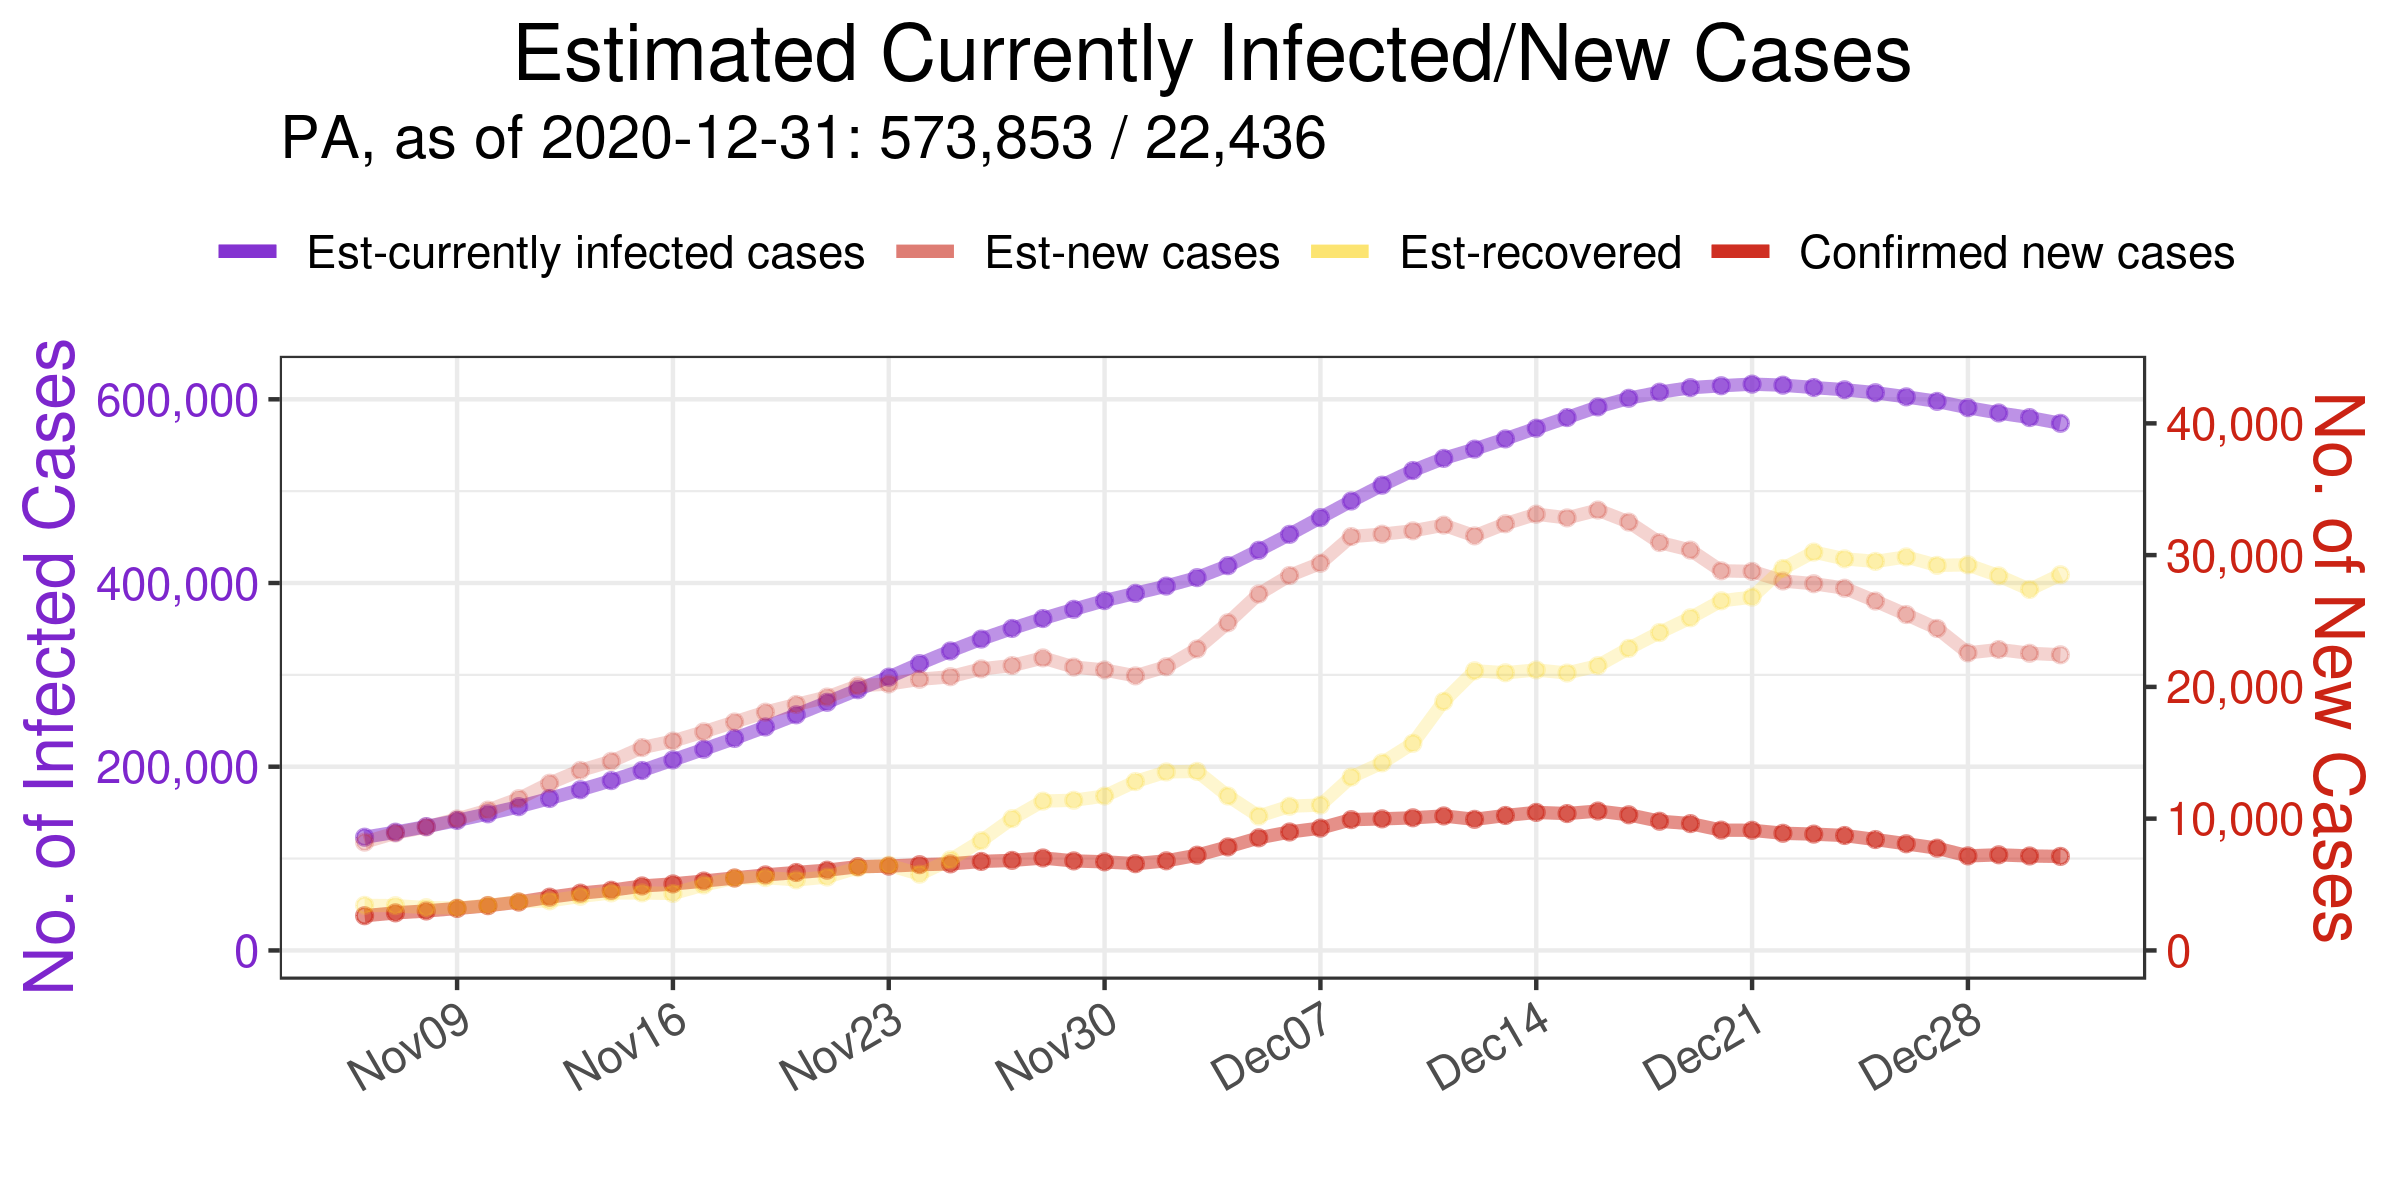 Estimated Currently Infected/New Cases
PA, as of 2020-12-31: 573,853 / 22,436
Est-currently infected cases Est-new cases Est-recovered Confirmed new cases
No. of Infected Cases
600,000
400,000
200,000
0
40,000
30,000
20,000
10,000
0
No. of New Cases
Nov09 Nov16 Nov23 Nov30 Dec07 Dec14 Dec21 Dec28